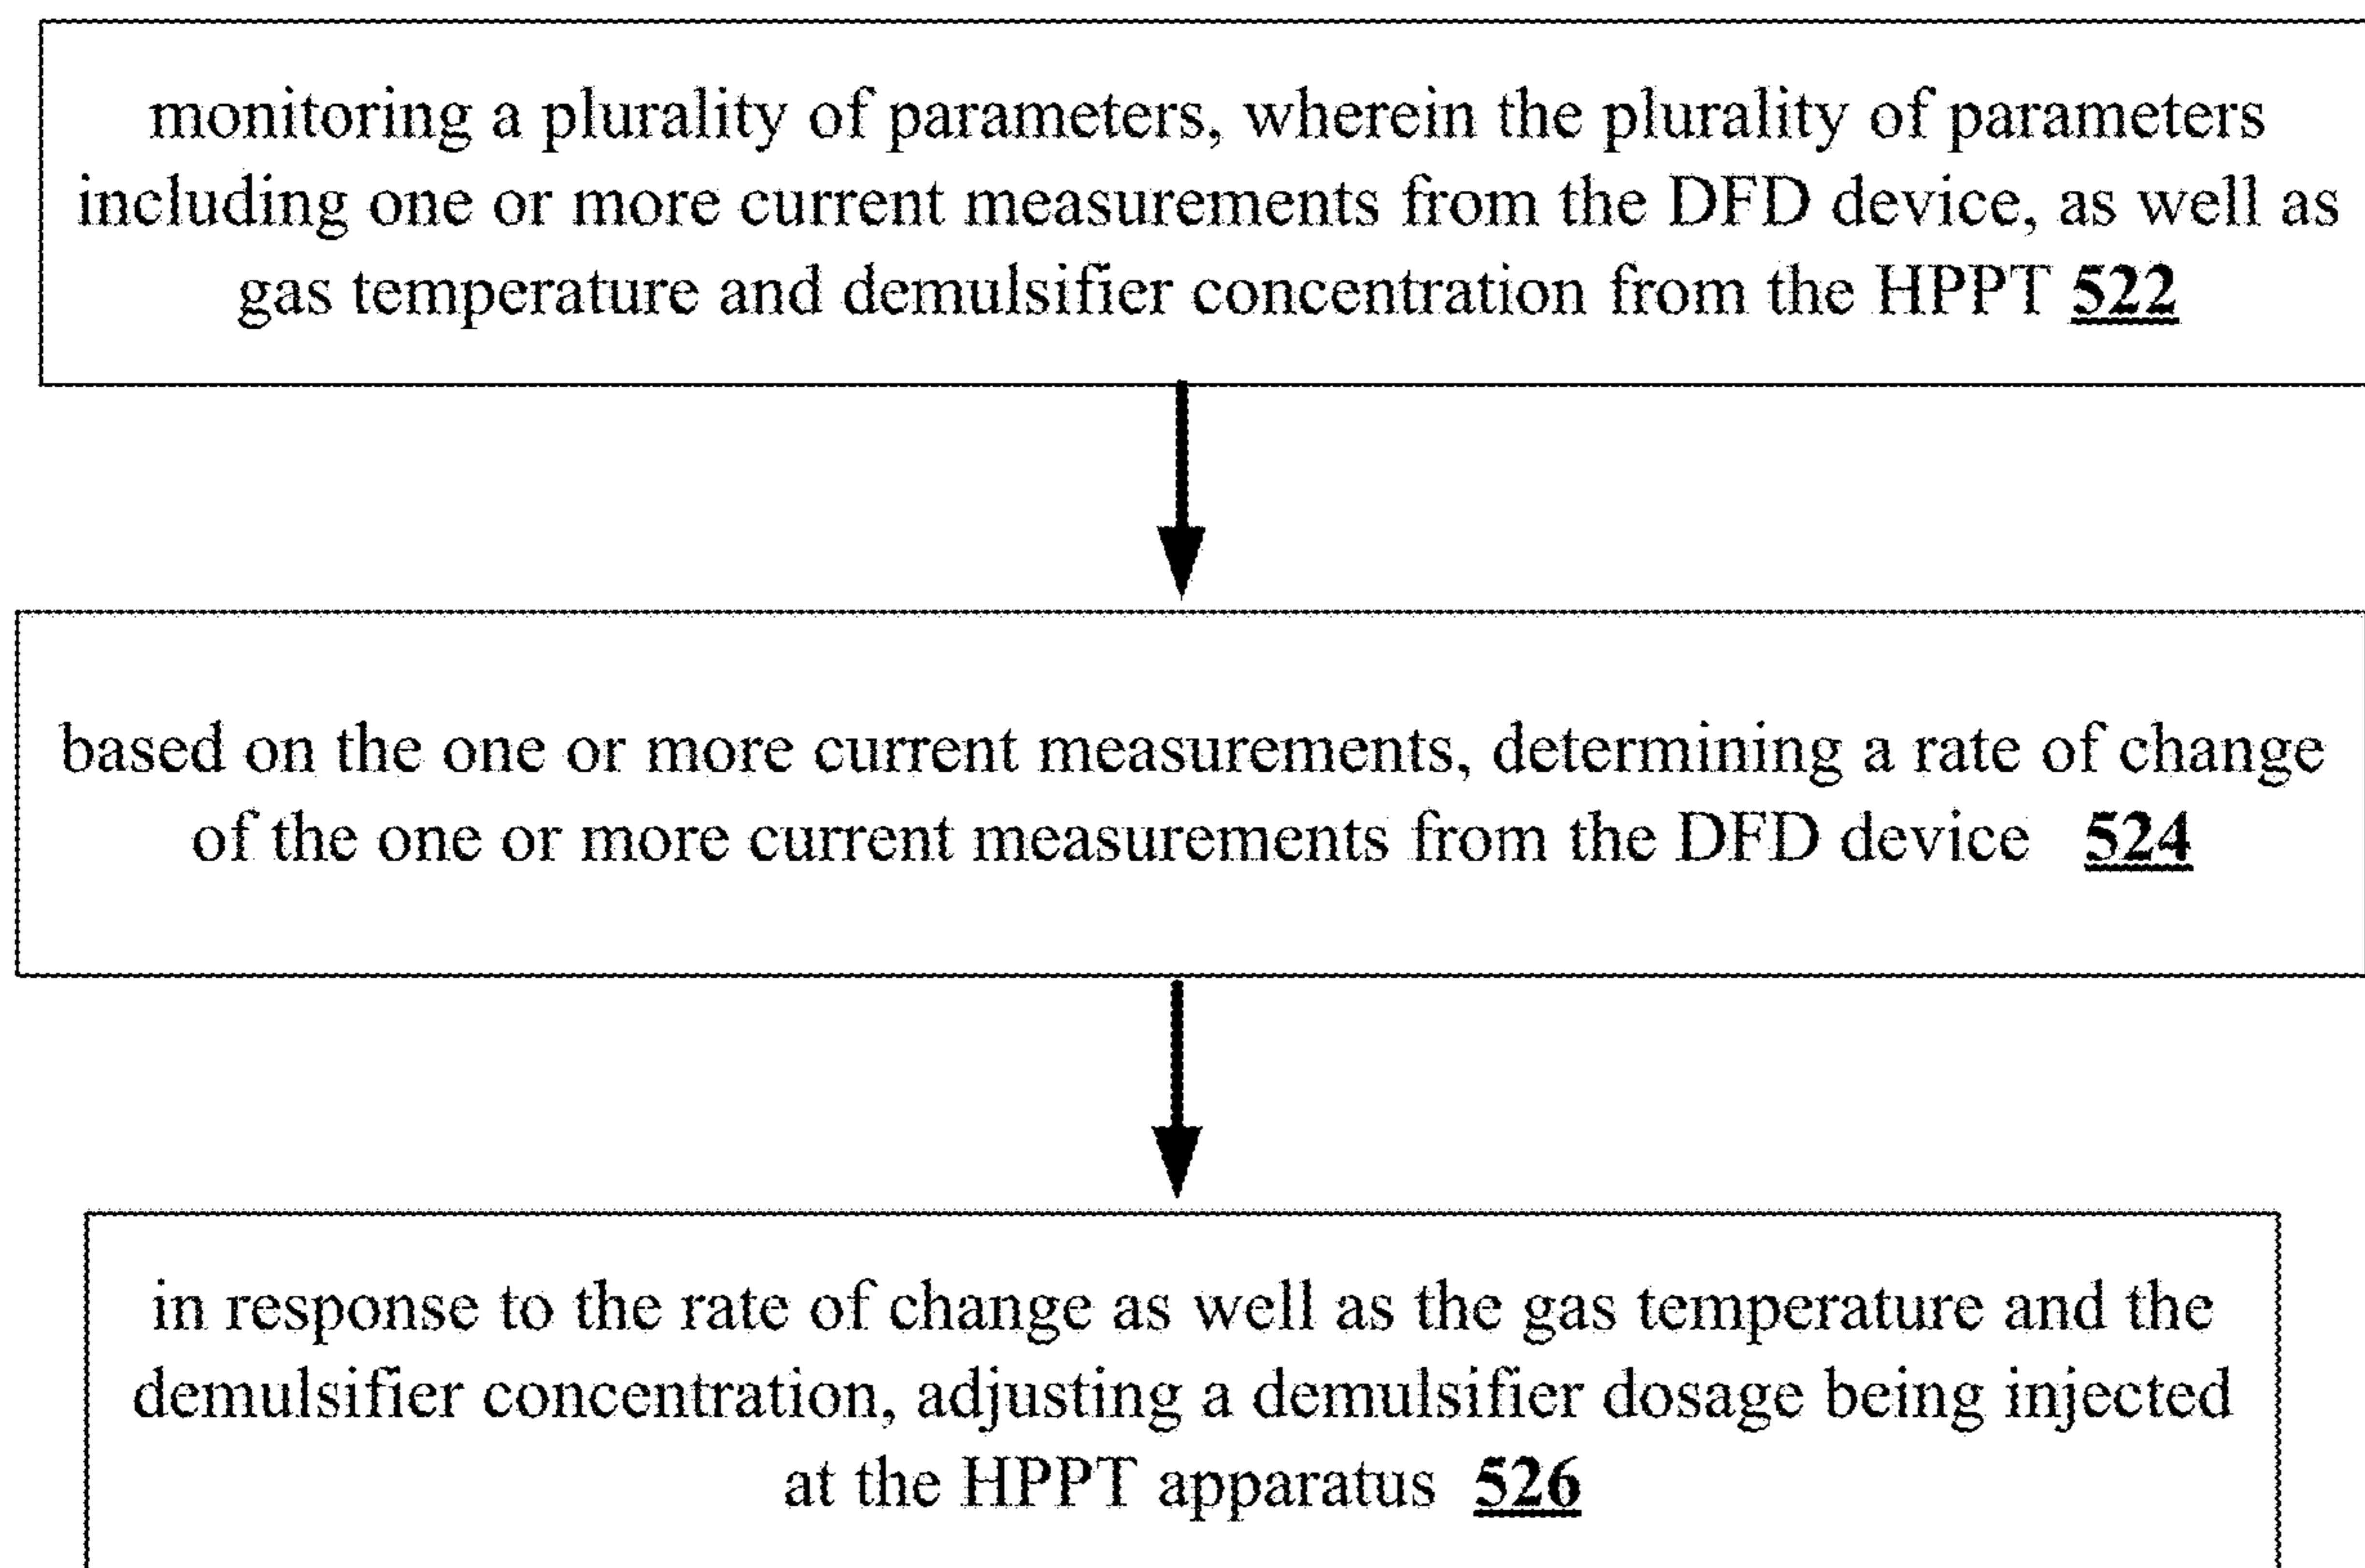 monitoring a plurality of parameters, wherein the plurality of parameters
including one or more current measurements from the DFD device, as well as
gas temperature and demulsifier concentration from the HPPT 522
based on the one or more current measurements, determining a rate of change
of the one or more current measurements from the DFD device 524
in response to the rate of change as well as the gas temperature and the
demulsifier concentration, adjusting a demulsifier dosage being injected
at the HPPT apparatus 526